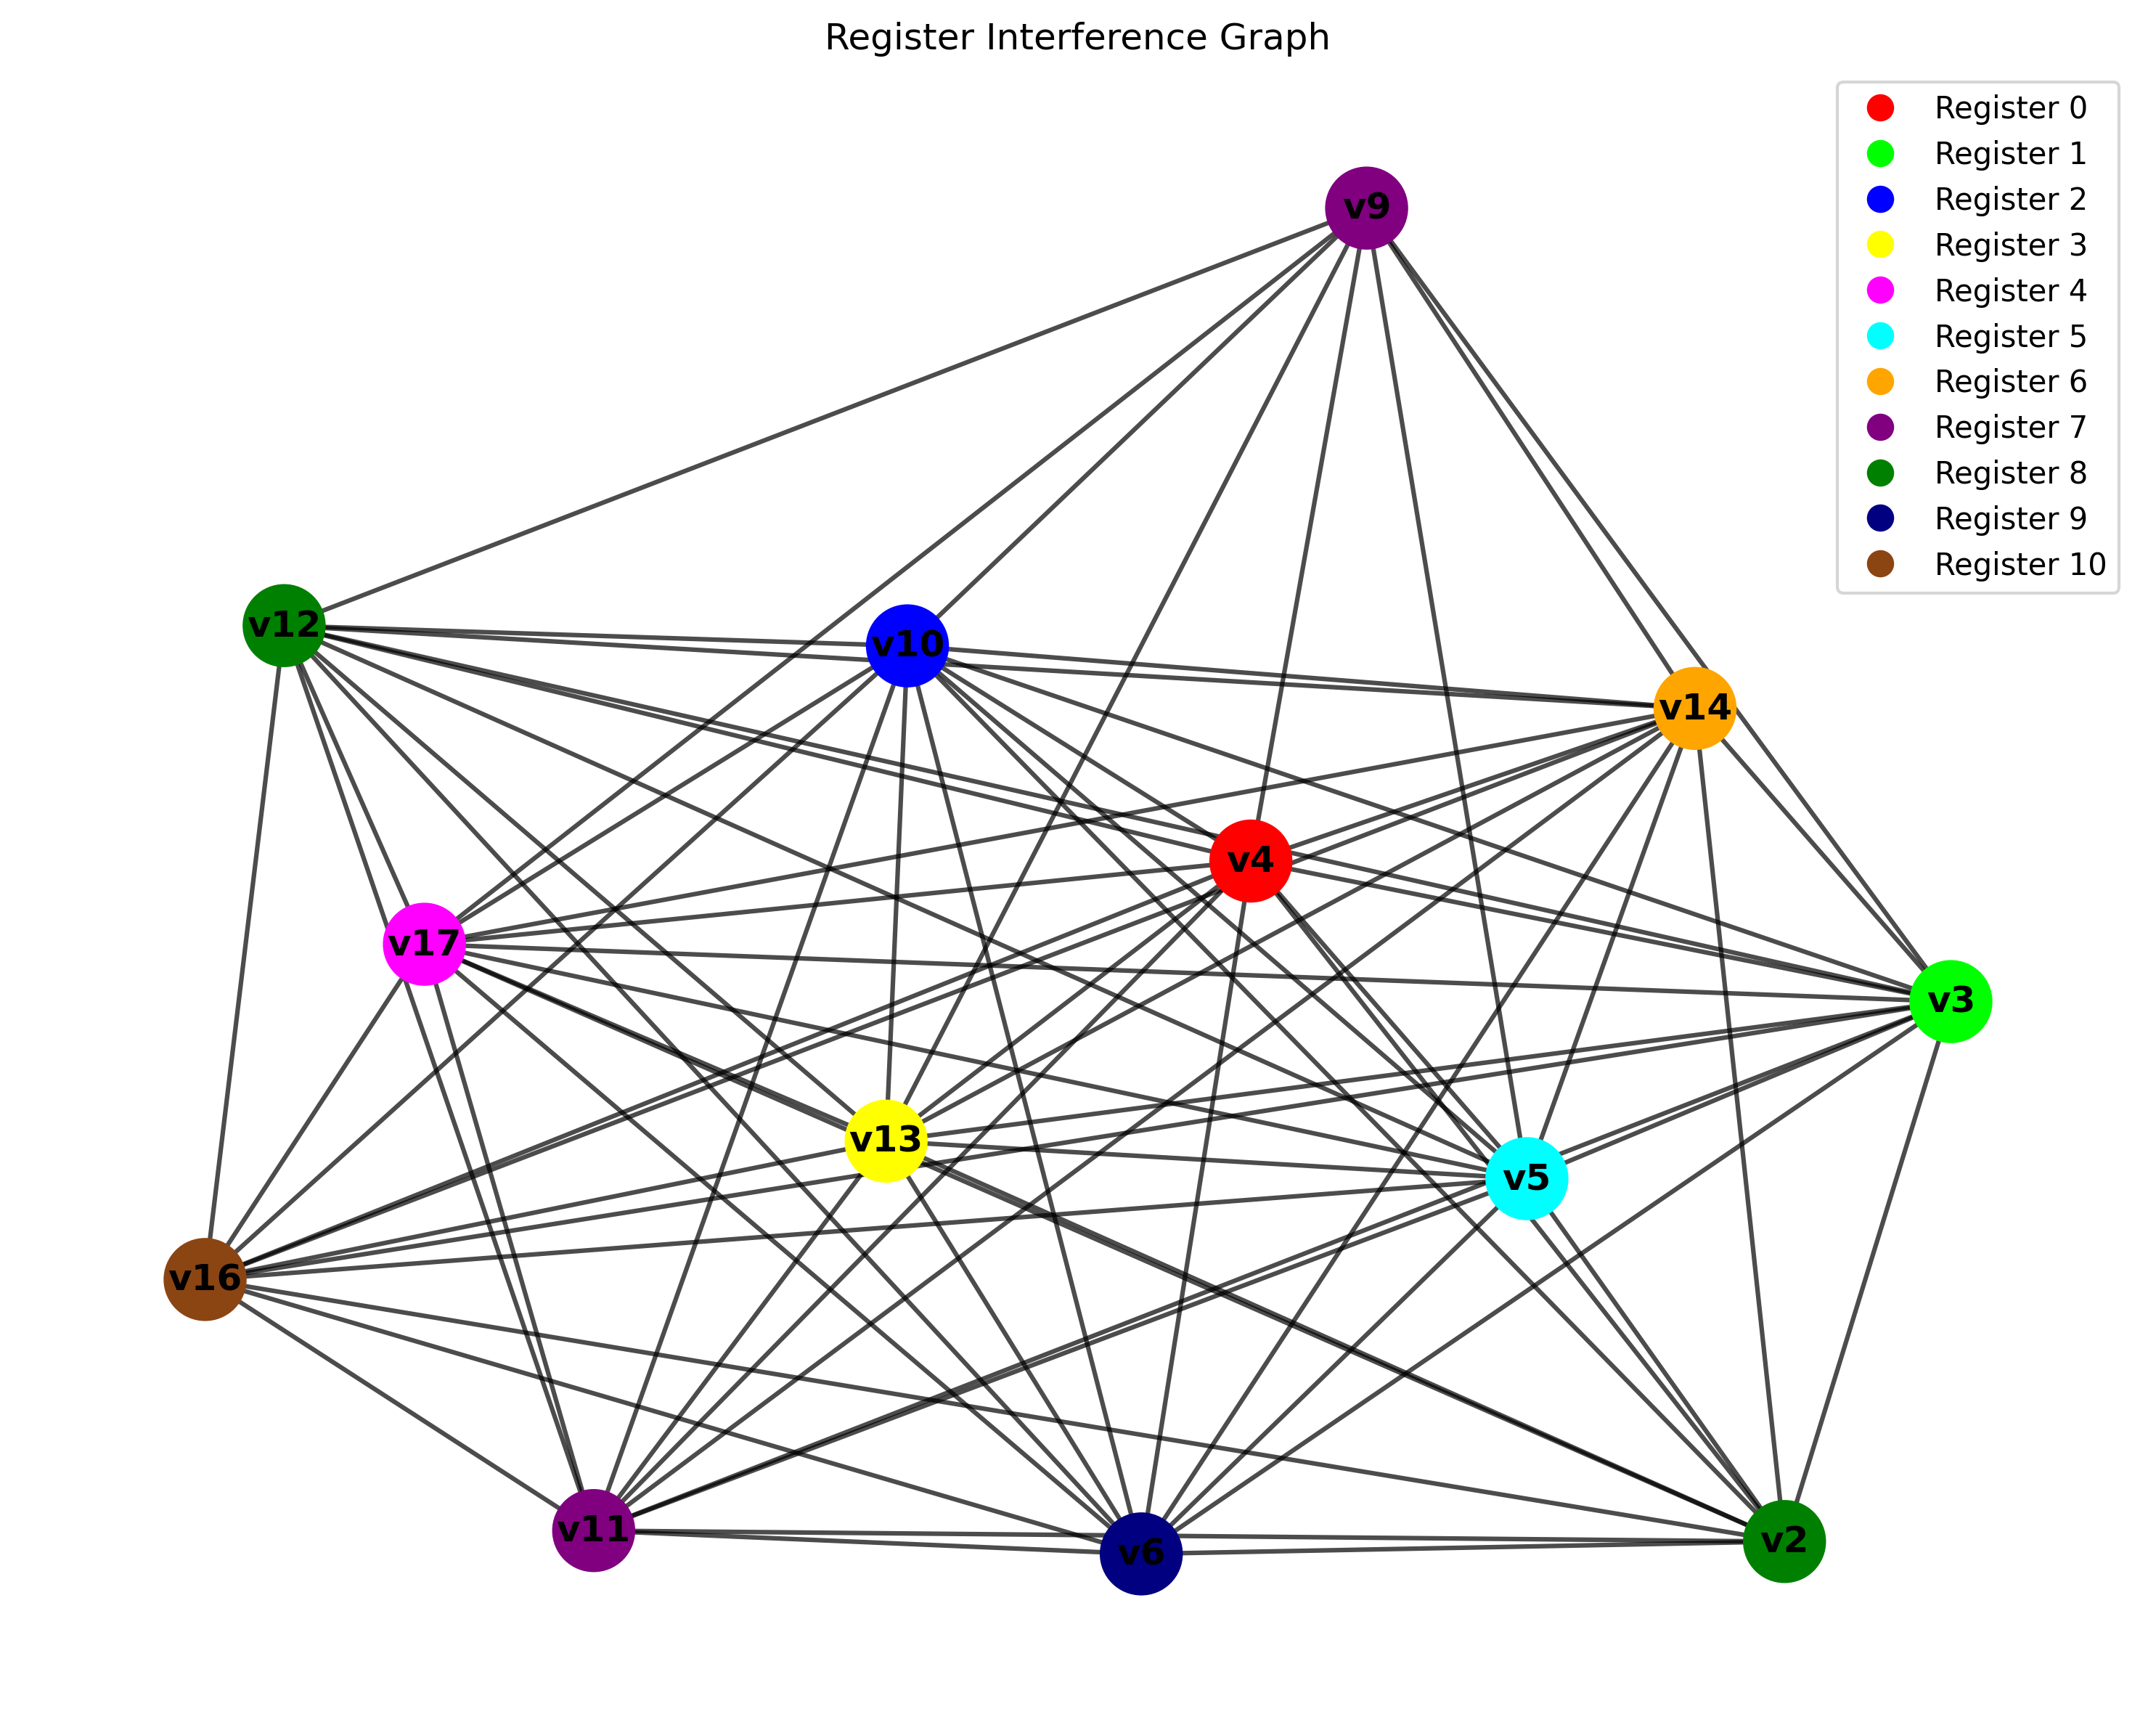 Register Interference Graph
Register 0
Register 1
Register 2
Register 3
Register 4
Register 5
Register 6
Register 7
Register 8
Register 9
Register 10
v9
v12
v10
v14
v4
v17
v3
v13
v5
v16
v11
v6
v2